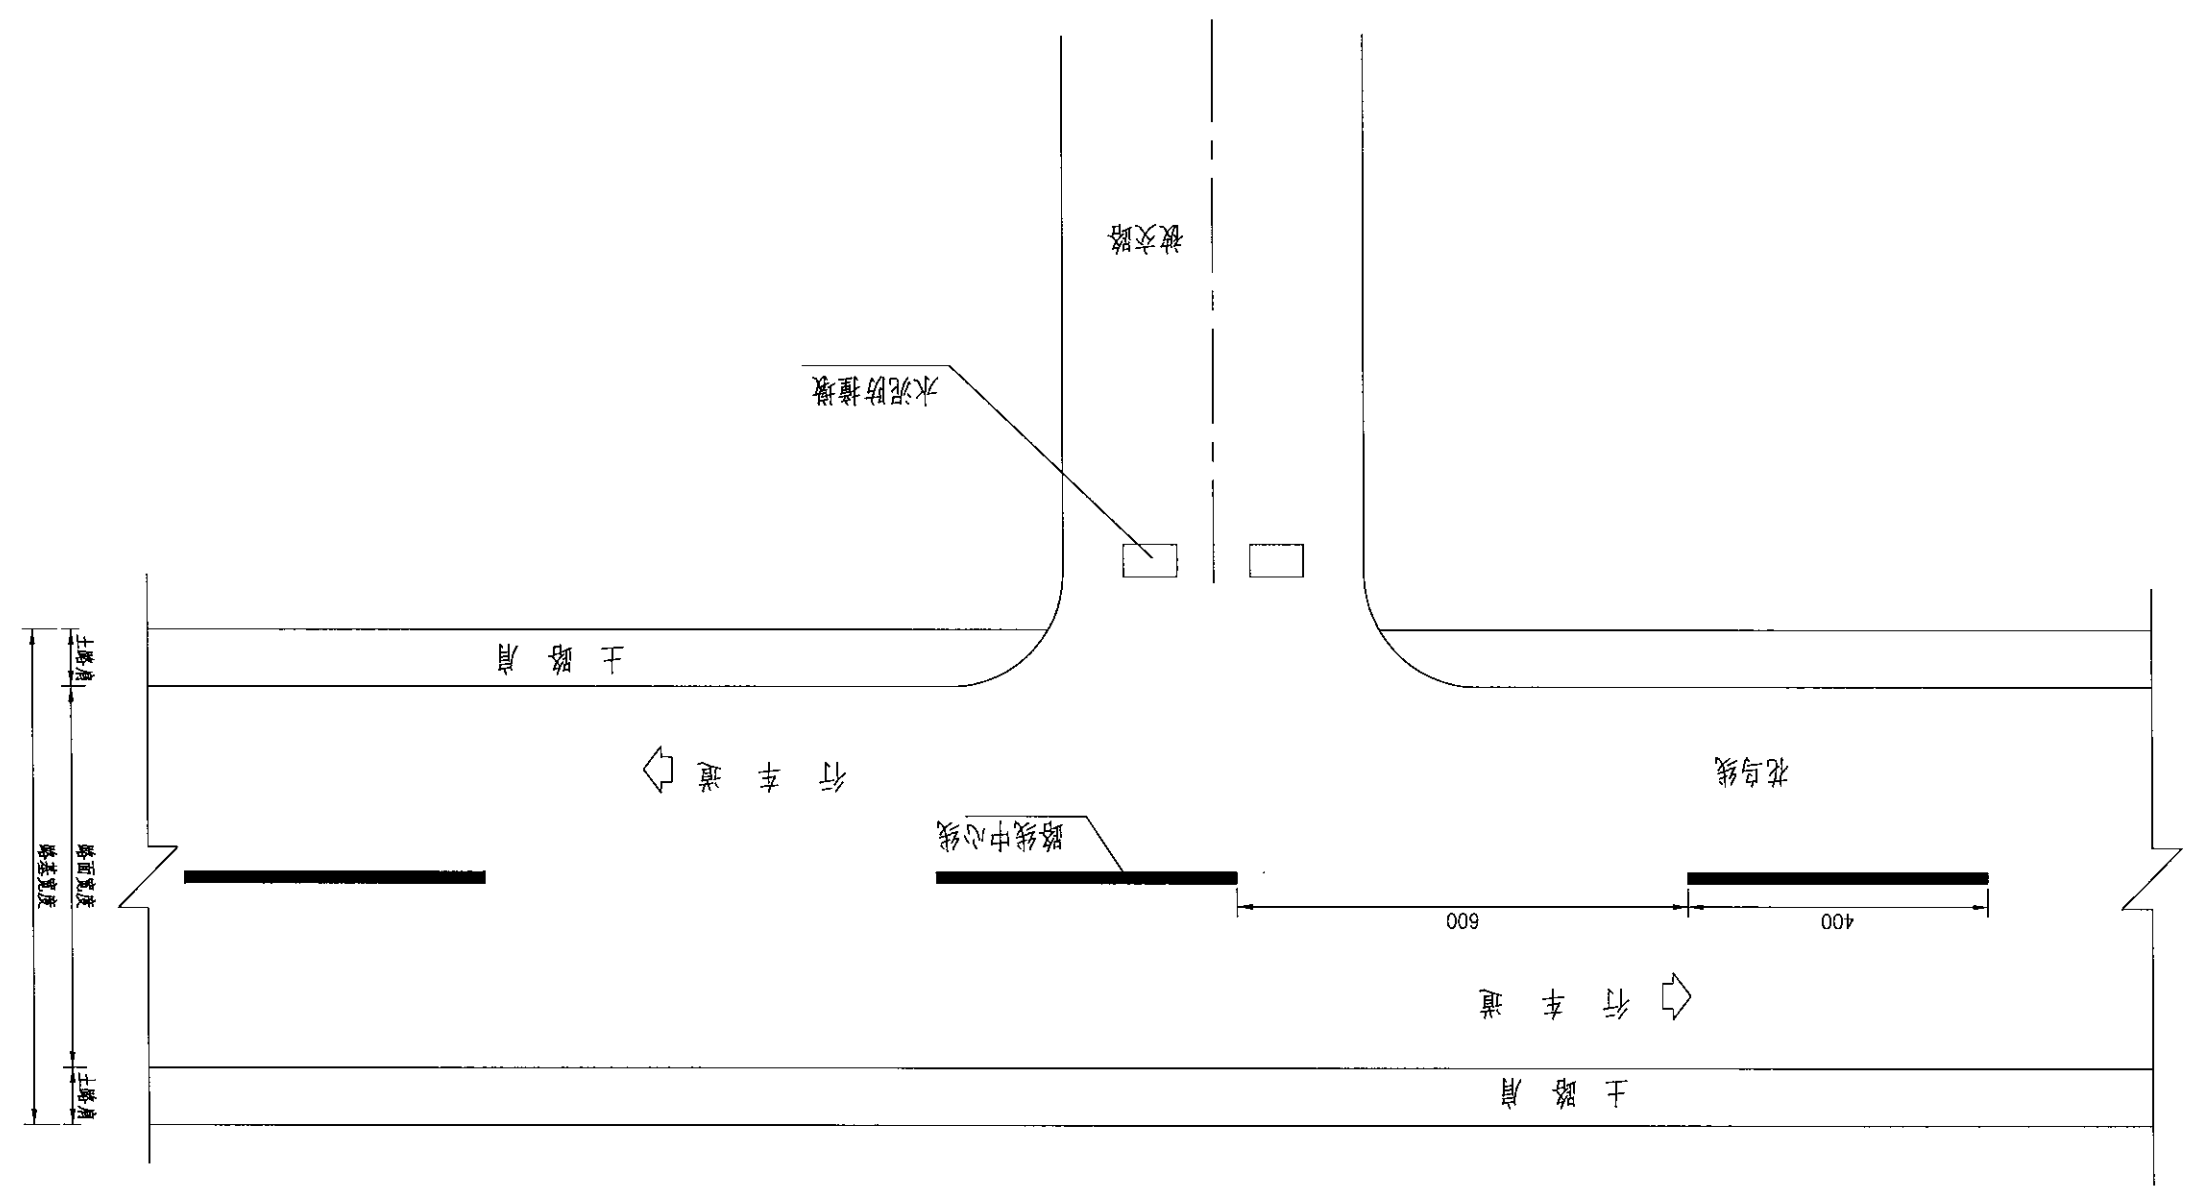 土路肩
行车道
400
600
路线中心线
花乌线
行车道
土路肩
水泥防撞墩
被交路
土路肩
路面宽度
路基宽度
土路肩